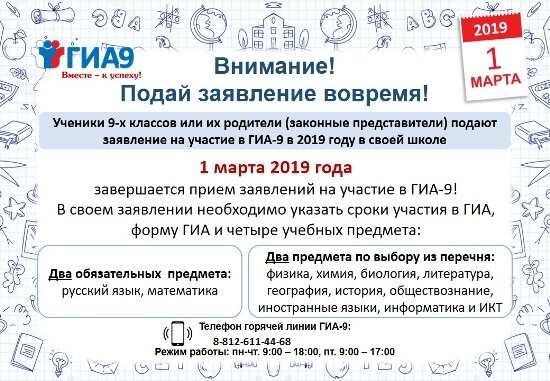 ГИА9
Вместе – к успеху!
Внимание!
Подай заявление вовремя!
2019
1
МАРТА
Ученики 9-х классов или их родители (законные представители) подают
заявление на участие в ГИА-9 в 2019 году в своей школе
1 марта 2019 года
завершается прием заявлений на участие в ГИА-9!
В своем заявлении необходимо указать сроки участия в ГИА,
форму ГИА и четыре учебных предмета:
Два обязательных предмета:
русский язык, математика
Два предмета по выбору из перечня:
физика, химия, биология, литература,
география, история, обществознание,
иностранные языки, информатика и ИКТ
Телефон горячей линии ГИА-9:
8-812-611-44-68
Режим работы: пн-чт. 9:00 – 18:00, пт. 9:00 – 17:00